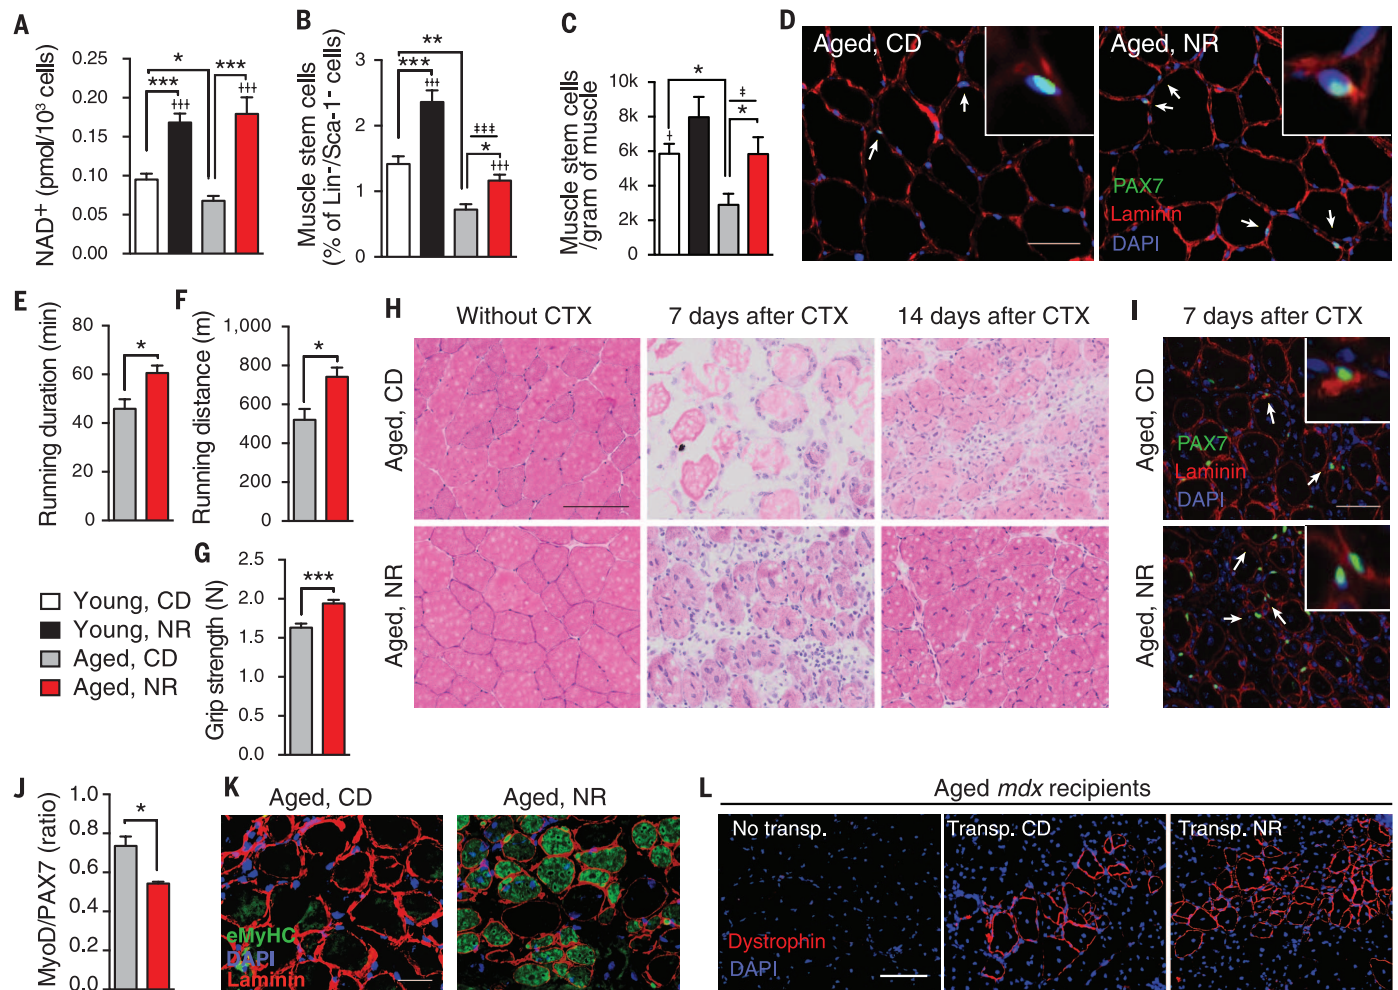 A
NAD+ (pmol/10³ cells)
0.25
0.20
0.15
0.10
0.05
0.00
*
***
***
‡‡‡
‡‡‡
B
Muscle stem cells
(% of Lin-/Sca-1- cells)
3
2
1
0
**
***
‡‡‡
‡‡‡
*
‡‡‡
C
Muscle stem cells
/gram of muscle
10k
8k
6k
4k
2k
0
*
‡
*
‡
D
Aged, CD
Aged, NR
PAX7
Laminin
DAPI
E
Running duration (min)
80
60
40
20
0
*
F
Running distance (m)
1,000
800
600
400
200
0
*
G
Grip strength (N)
2.5
2.0
1.5
1.0
0.5
0.0
***
Young, CD
Young, NR
Aged, CD
Aged, NR
H
Without CTX
7 days after CTX
14 days after CTX
Aged, CD
Aged, NR
I
7 days after CTX
Aged, CD
PAX7
Laminin
DAPI
Aged, NR
J
MyoD/PAX7 (ratio)
1.0
0.8
0.6
0.4
0.2
0.0
*
K
Aged, CD
Aged, NR
eMyHC
DAPI
Laminin
L
Aged mdx recipients
No transp.
Transp. CD
Transp. NR
Dystrophin
DAPI